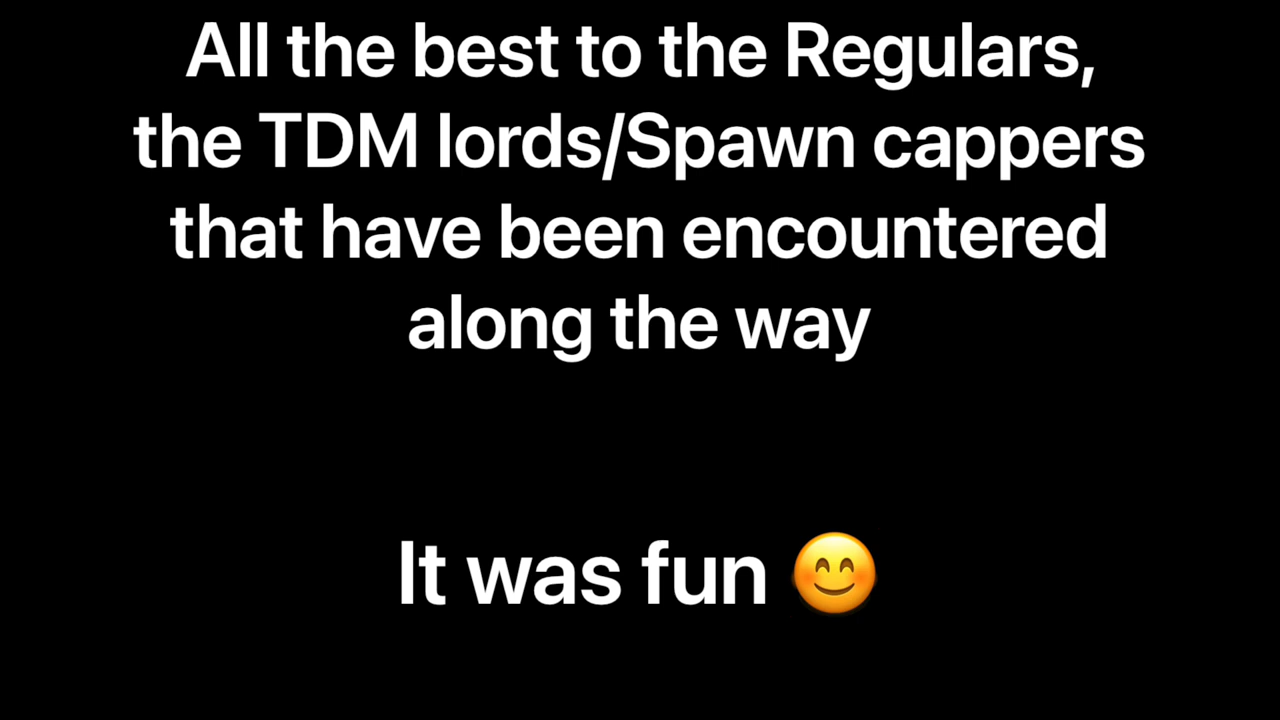 All the best to the Regulars,
the TDM lords/Spawn cappers
that have been encountered
along the way
It was fun 😊